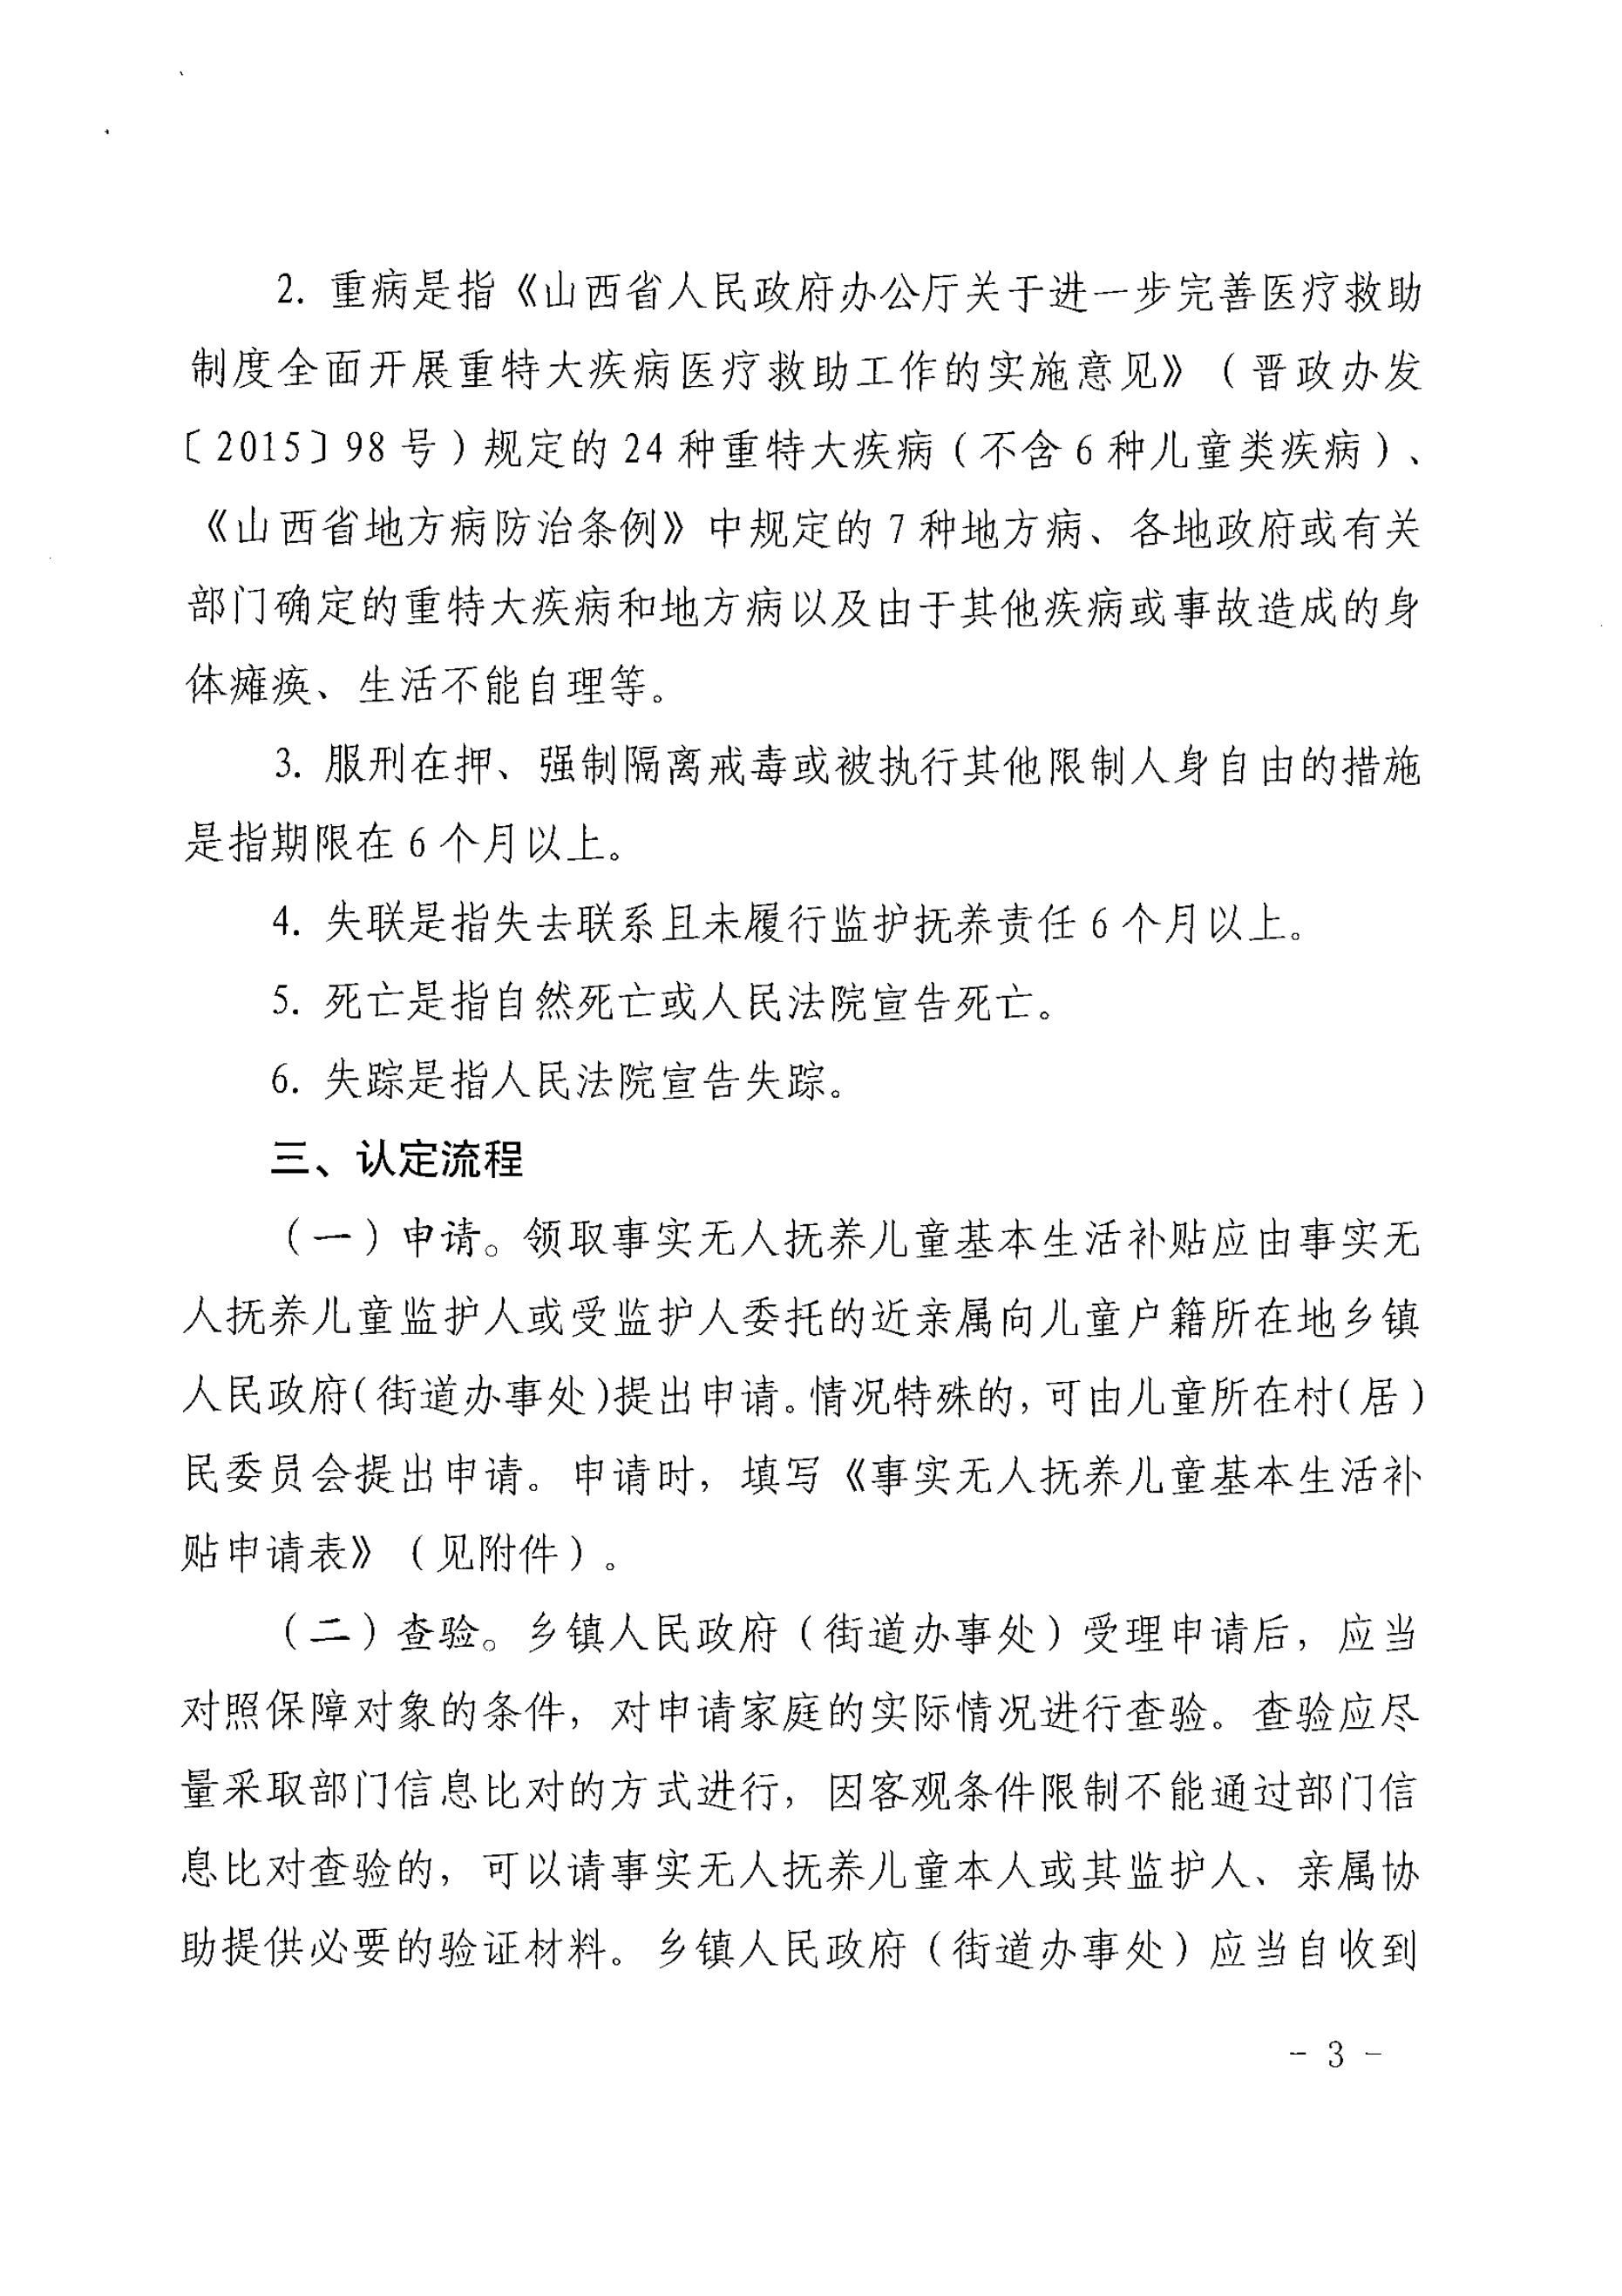 2. 重病是指《山西省人民政府办公厅关于进一步完善医疗救助
制度全面开展重特大疾病医疗救助工作的实施意见》（晋政办发
〔2015〕98 号）规定的 24 种重特大疾病（不含 6 种儿童类疾病）、
《山西省地方病防治条例》中规定的 7 种地方病、各地政府或有关
部门确定的重特大疾病和地方病以及由于其他疾病或事故造成的身
体瘫痪、生活不能自理等。
3. 服刑在押、强制隔离戒毒或被执行其他限制人身自由的措施
是指期限在 6 个月以上。
4. 失联是指失去联系且未履行监护抚养责任 6 个月以上。
5. 死亡是指自然死亡或人民法院宣告死亡。
6. 失踪是指人民法院宣告失踪。
三、认定流程
（一）申请。领取事实无人抚养儿童基本生活补贴应由事实无
人抚养儿童监护人或受监护人委托的近亲属向儿童户籍所在地乡镇
人民政府(街道办事处)提出申请。情况特殊的，可由儿童所在村(居)
民委员会提出申请。申请时，填写《事实无人抚养儿童基本生活补
贴申请表》（见附件）。
（二）查验。乡镇人民政府（街道办事处）受理申请后，应当
对照保障对象的条件，对申请家庭的实际情况进行查验。查验应尽
量采取部门信息比对的方式进行，因客观条件限制不能通过部门信
息比对查验的，可以请事实无人抚养儿童本人或其监护人、亲属协
助提供必要的验证材料。乡镇人民政府（街道办事处）应当自收到
- 3 -